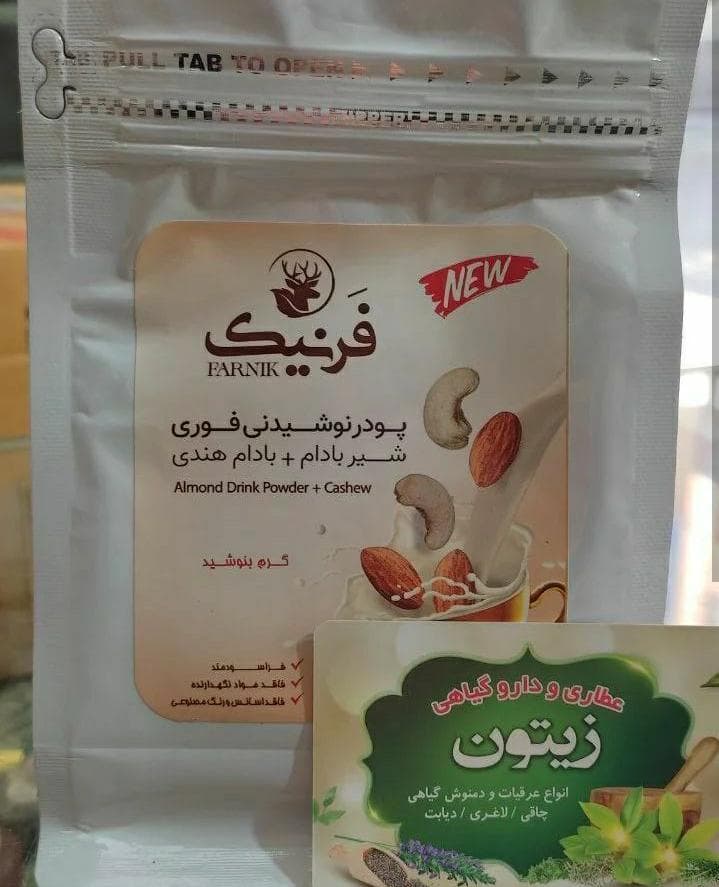 PULL TAB TO OPEN
ZIPPER
NEW
فَرنیک
FARNIK
پودر نوشیدنی فوری
شیر بادام + بادام هندی
Almond Drink Powder + Cashew
گرم بنوشید
فراسودمند
فاقد مواد نگهدارنده
فاقد اسانس و رنگ مصنوعی
عطاری و دارو گیاهی
زیتون
انواع عرقیات و دمنوش گیاهی
چاقی / لاغری / دیابت